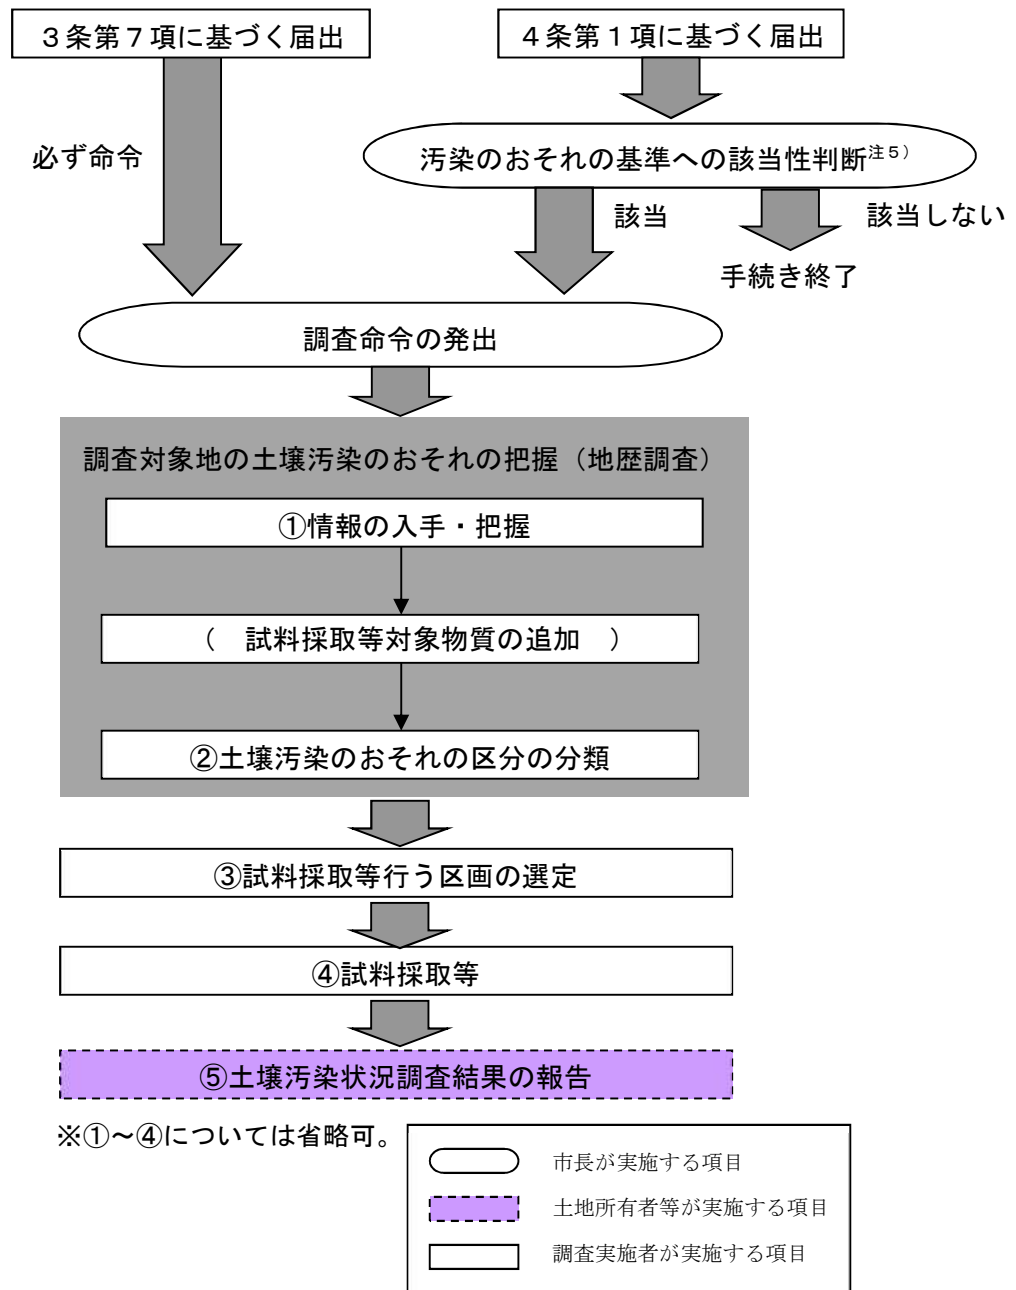 ３条第７項に基づく届出
４条第１項に基づく届出
必ず命令
汚染のおそれの基準への該当性判断注５）
該当
該当しない
手続き終了
調査命令の発出
調査対象地の土壌汚染のおそれの把握（地歴調査）
①情報の入手・把握
（　試料採取等対象物質の追加　）
②土壌汚染のおそれの区分の分類
③試料採取等行う区画の選定
④試料採取等
⑤土壌汚染状況調査結果の報告
※①～④については省略可。
市長が実施する項目
土地所有者等が実施する項目
調査実施者が実施する項目